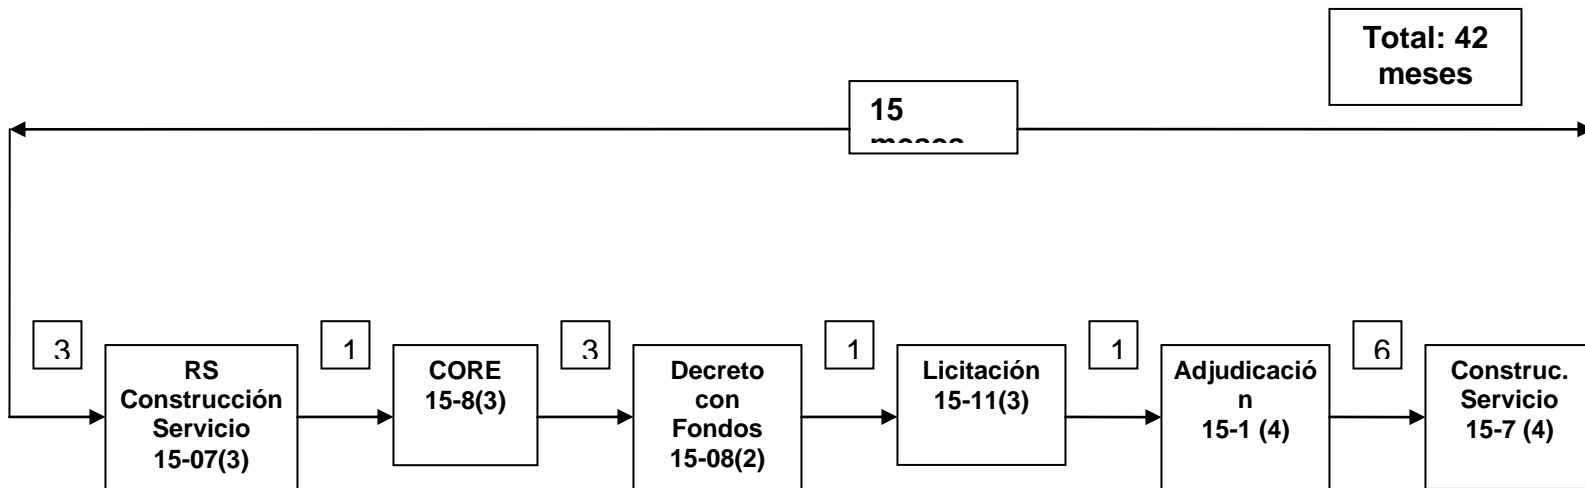 Total: 42
meses
15
meses
3
1
3
1
1
6
RS
Construcción
Servicio
15-07(3)
CORE
15-8(3)
Decreto
con
Fondos
15-08(2)
Licitación
15-11(3)
Adjudicació
n
15-1 (4)
Construc.
Servicio
15-7 (4)